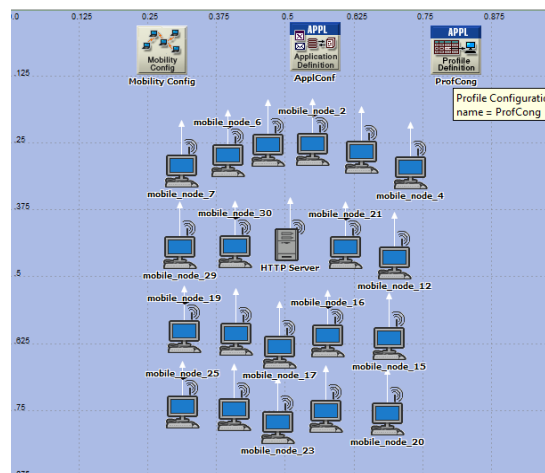 0.0
0.125
0.25
0.375
0.5
0.625
0.75
0.875
APPL
APPL
Mobility
Config
Application
Definition
Profile
Definition
Mobility Config
ApplConf
ProfCong
.125
Profile Configuratio
name = ProfCong
mobile_node_6
mobile_node_2
.25
mobile_node_7
mobile_node_4
.375
mobile_node_30
mobile_node_21
mobile_node_29
HTTP Server
mobile_node_12
.5
mobile_node_19
mobile_node_16
.625
mobile_node_25
mobile_node_17
mobile_node_15
.75
mobile_node_23
mobile_node_20
.875